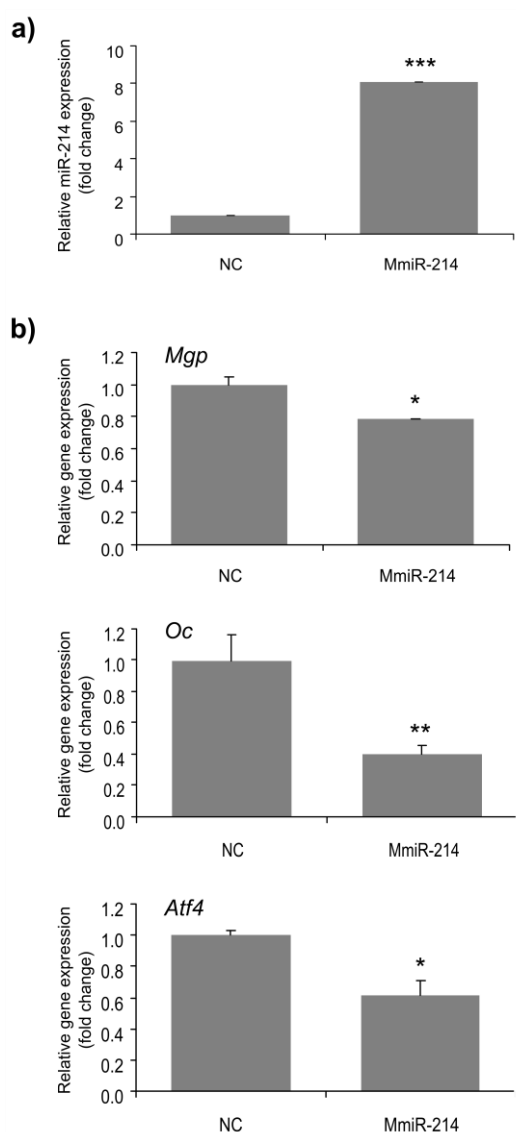 a)
Relative miR-214 expression
(fold change)
10
8
6
4
2
0
***
NC
MmiR-214
b)
Mgp
Relative gene expression
(fold change)
1.2
1.0
0.8
0.6
0.4
0.2
0.0
*
NC
MmiR-214
Oc
Relative gene expression
(fold change)
1.2
1.0
0.8
0.6
0.4
0.2
0.0
**
NC
MmiR-214
Atf4
Relative gene expression
(fold change)
1.2
1.0
0.8
0.6
0.4
0.2
0.0
*
NC
MmiR-214